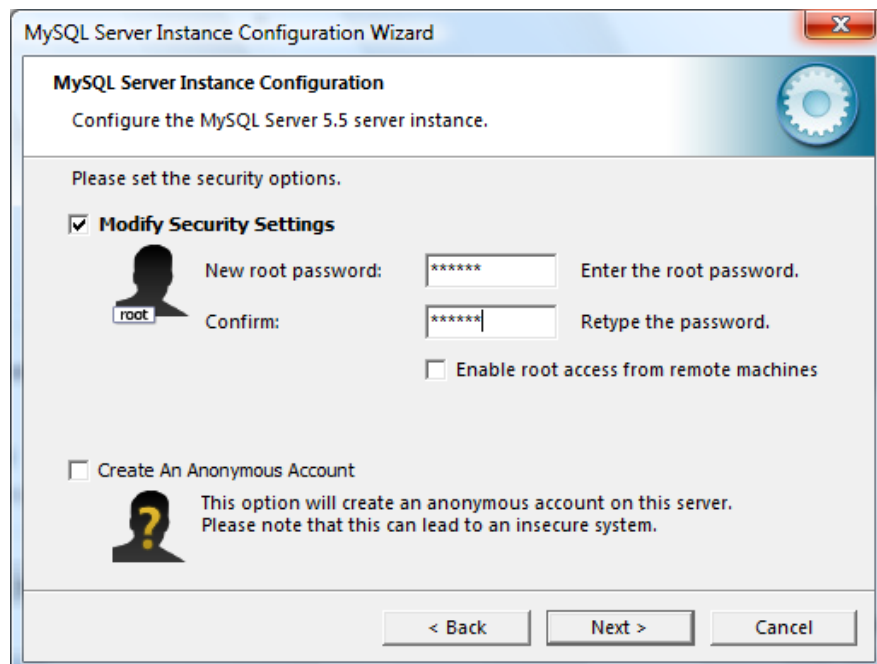 MySQL Server Instance Configuration Wizard
MySQL Server Instance Configuration
Configure the MySQL Server 5.5 server instance.
Please set the security options.
Modify Security Settings
New root password: ****** Enter the root password.
root
Confirm: ****** Retype the password.
Enable root access from remote machines
Create An Anonymous Account
This option will create an anonymous account on this server.
Please note that this can lead to an insecure system.
< Back Next > Cancel